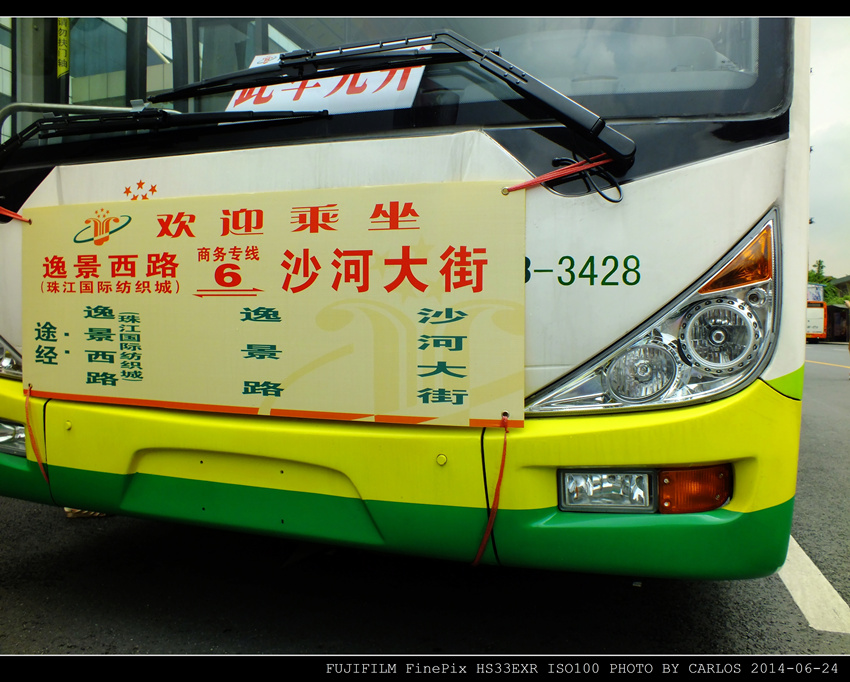 欢迎乘坐
逸景西路
(珠江国际纺织城)
商务专线
6
沙河大街
途经:
逸景西路
(珠江国际纺织城)
逸景路
沙河大街
-3428
FUJIFILM FinePix HS33EXR ISO100 PHOTO BY CARLOS 2014-06-24